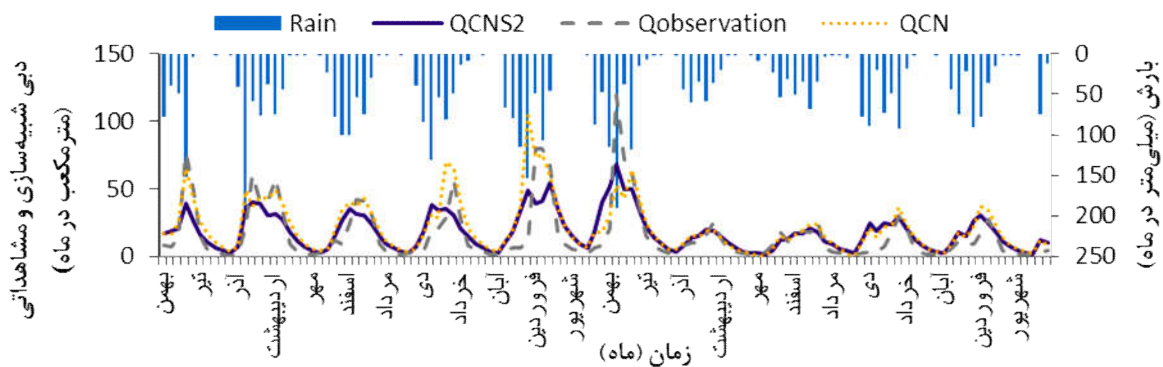 Rain QCNS2 Qobservation QCN
150
100
50
0
دبی شبیه‌سازی و مشاهداتی
(مترمکعب در ماه)
0
50
100
150
200
250
بارش (میلی‌متر در ماه)
بهمن
تیر
آذر
اردیبهشت
مهر
اسفند
مرداد
دی
خرداد
آبان
فروردین
شهریور
بهمن
تیر
آذر
اردیبهشت
مهر
اسفند
مرداد
دی
خرداد
آبان
فروردین
شهریور
زمان (ماه)